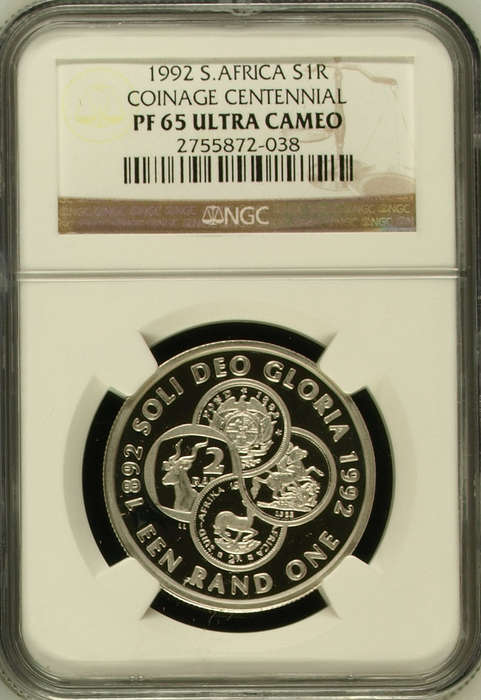 1992 S.AFRICA S1R
COINAGE CENTENNIAL
PF 65 ULTRA CAMEO
2755872-038
NGC
1892 SOLI DEO GLORIA 1992
EEN RAND ONE
2